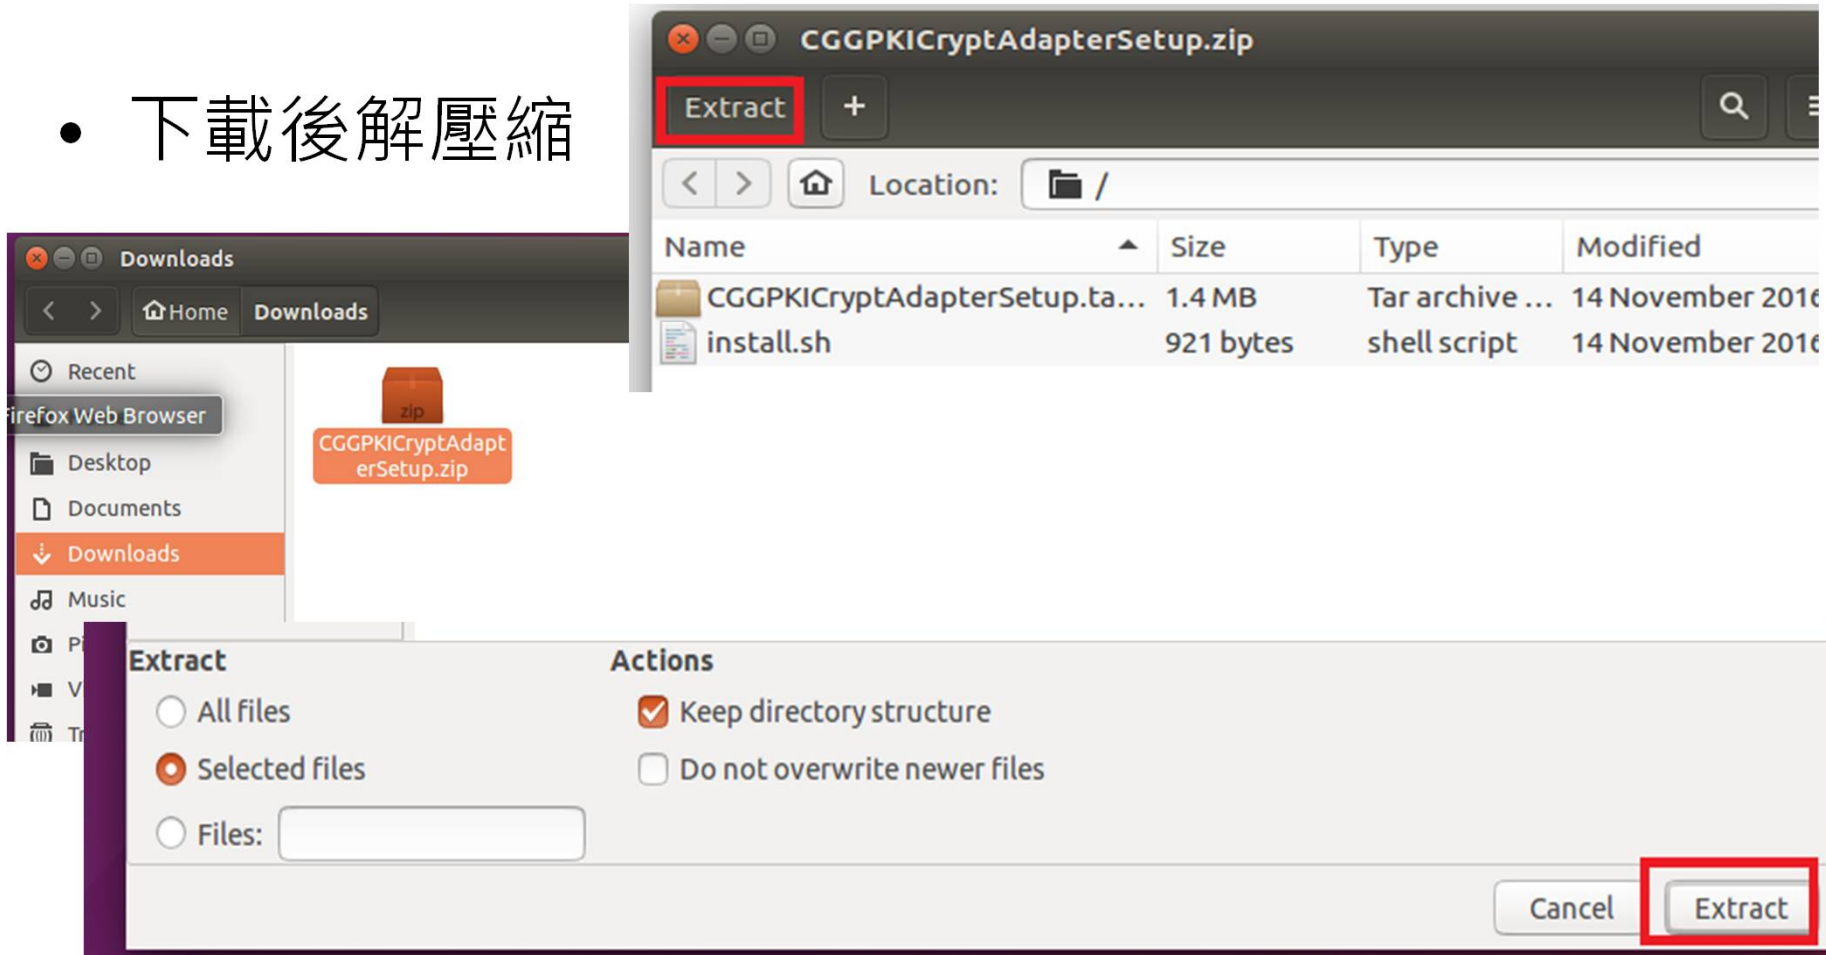 • 下載後解壓縮
CGGPKICryptAdapterSetup.zip
Extract +
Location: /
Name Size Type Modified
CGGPKICryptAdapterSetup.ta... 1.4 MB Tar archive ... 14 November 2016
install.sh 921 bytes shell script 14 November 2016
Downloads
Home Downloads
Recent
Firefox Web Browser
Desktop
Documents
Downloads
Music
zip
CGGPKICryptAdapt
erSetup.zip
Extract
All files
Selected files
Files:
Actions
Keep directory structure
Do not overwrite newer files
Cancel Extract